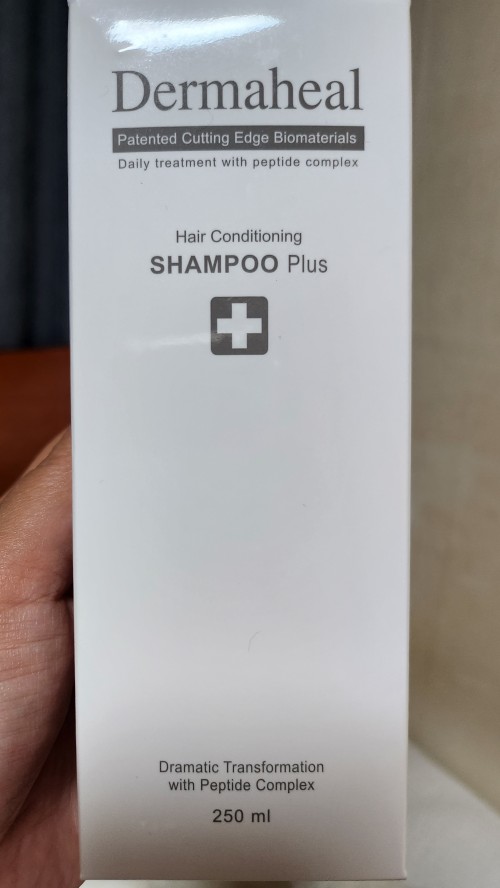 Dermaheal
Patented Cutting Edge Biomaterials
Daily treatment with peptide complex
Hair Conditioning
SHAMPOO Plus
Dramatic Transformation
with Peptide Complex
250 ml